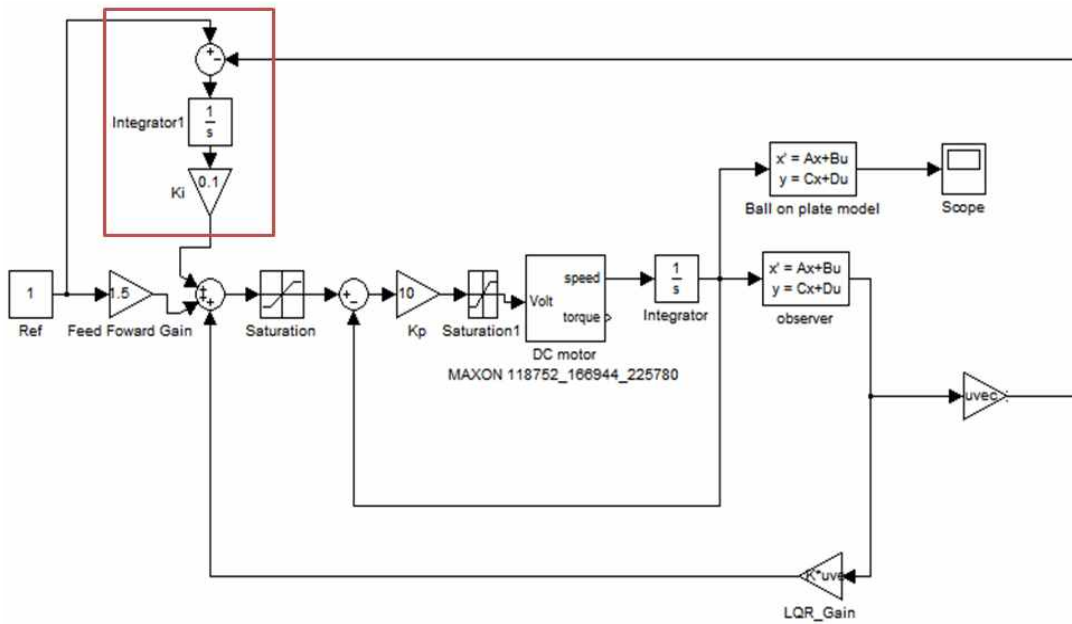 +
-
Integrator1
1
s
Ki
0.1
x' = Ax+Bu
y = Cx+Du
Ball on plate model
Scope
1
Ref
1.5
Feed Foward Gain
+
+
+
Saturation
+
-
10
Kp
Saturation1
Volt
speed
torque
DC motor
MAXON 118752_166944_225780
1
s
Integrator
x' = Ax+Bu
y = Cx+Du
observer
uvec
K*uve
LQR_Gain